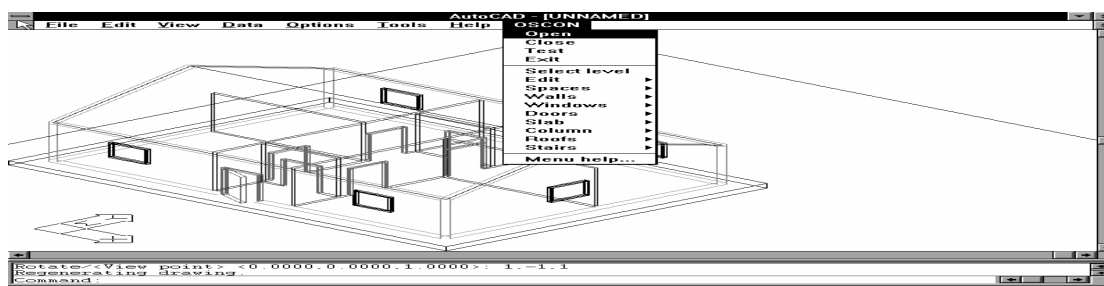 AutoCAD - [UNNAMED]
File Edit View Data Options Tools Help OSCON
Open
Close
Test
Exit
Select level
Edit
Spaces
Walls
Windows
Doors
Slab
Column
Roofs
Stairs
Menu help...
Rotate/<View point> <0.0000,0.0000,1.0000>: 1,-1,1
Regenerating drawing.
Command: